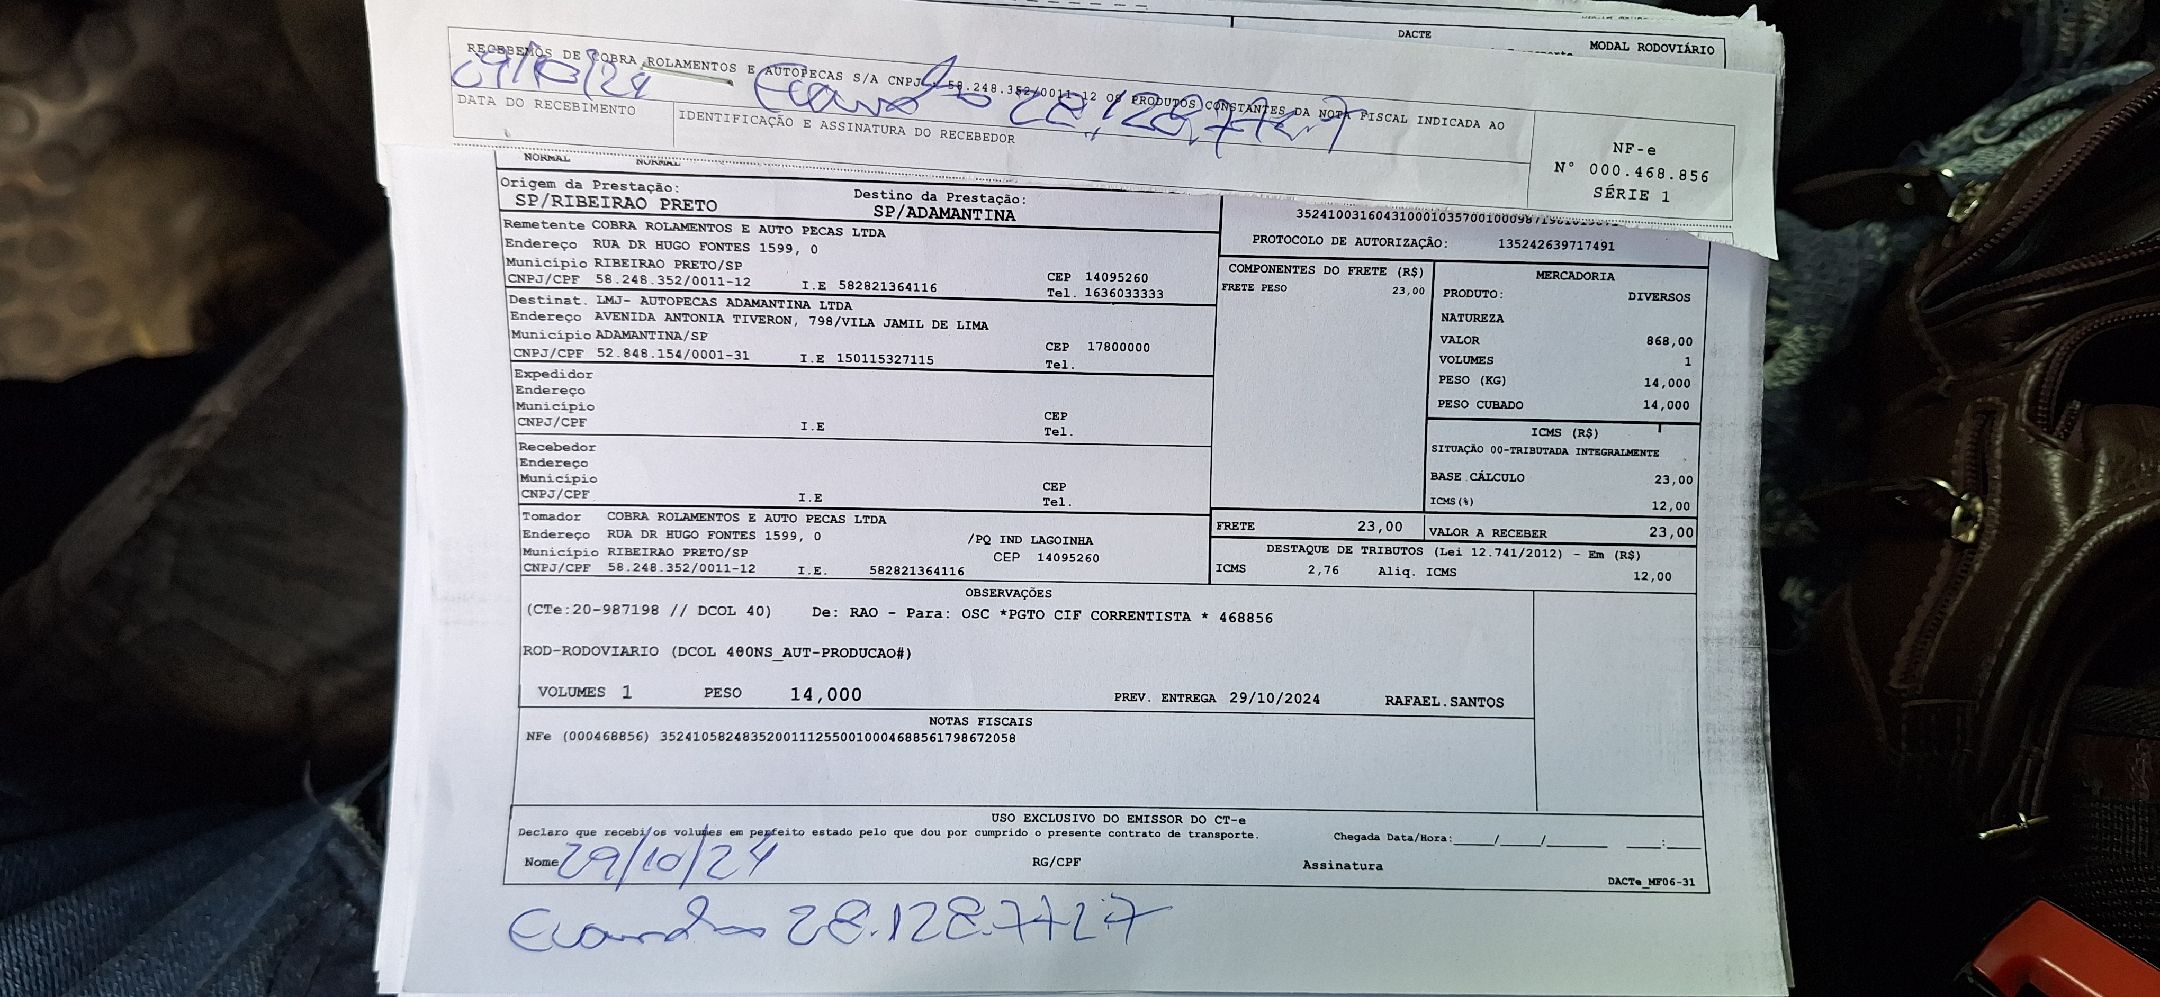 DACTE
MODAL RODOVIÁRIO
RECEBEMOS DE COBRA ROLAMENTOS E AUTOPECAS S/A CNPJ 58.248.352/0011-12 OS PRODUTOS CONSTANTES DA NOTA FISCAL INDICADA AO
29/10/24 28.128.772-7
DATA DO RECEBIMENTO
IDENTIFICAÇÃO E ASSINATURA DO RECEBEDOR
NF-e
N° 000.468.856
SÉRIE 1
NORMAL NORMAL
Origem da Prestação: Destino da Prestação:
SP/RIBEIRAO PRETO SP/ADAMANTINA
PROTOCOLO DE AUTORIZAÇÃO: 135242639717491
Remetente COBRA ROLAMENTOS E AUTO PECAS LTDA
Endereço RUA DR HUGO FONTES 1599, 0
Município RIBEIRAO PRETO/SP CEP 14095260
CNPJ/CPF 58.248.352/0011-12 I.E 582821364116 Tel. 1636033333
Destinat. LMJ- AUTOPECAS ADAMANTINA LTDA
Endereço AVENIDA ANTONIA TIVERON, 798/VILA JAMIL DE LIMA
Município ADAMANTINA/SP CEP 17800000
CNPJ/CPF 52.848.154/0001-31 I.E 150115327115 Tel.
Expedidor
Endereço
Município CEP
CNPJ/CPF I.E Tel.
Recebedor
Endereço
Município CEP
CNPJ/CPF I.E Tel.
Tomador COBRA ROLAMENTOS E AUTO PECAS LTDA
Endereço RUA DR HUGO FONTES 1599, 0 /PQ IND LAGOINHA
Município RIBEIRAO PRETO/SP CEP 14095260
CNPJ/CPF 58.248.352/0011-12 I.E. 582821364116
COMPONENTES DO FRETE (R$)
FRETE PESO 23,00
MERCADORIA
PRODUTO: DIVERSOS
NATUREZA
VALOR 868,00
VOLUMES 1
PESO (KG) 14,000
PESO CUBADO 14,000
ICMS (R$)
SITUAÇÃO 00-TRIBUTADA INTEGRALMENTE
BASE CÁLCULO 23,00
ICMS(%) 12,00
FRETE 23,00 VALOR A RECEBER 23,00
DESTAQUE DE TRIBUTOS (Lei 12.741/2012) - Em (R$)
ICMS 2,76 Aliq. ICMS 12,00
OBSERVAÇÕES
(CTe:20-987198 // DCOL 40) De: RAO - Para: OSC *PGTO CIF CORRENTISTA * 468856
ROD-RODOVIARIO (DCOL 400NS_AUT-PRODUCAO#)
VOLUMES 1 PESO 14,000 PREV. ENTREGA 29/10/2024 RAFAEL.SANTOS
NOTAS FISCAIS
NFe (000468856) 35241058248352001112550010004688561798672058
USO EXCLUSIVO DO EMISSOR DO CT-e
Declaro que recebi os volumes em perfeito estado pelo que dou por cumprido o presente contrato de transporte. Chegada Data/Hora:____/____/______ ____:____
Nome 29/10/24 RG/CPF Assinatura
DACTe_MF06-31
28.128.772-7